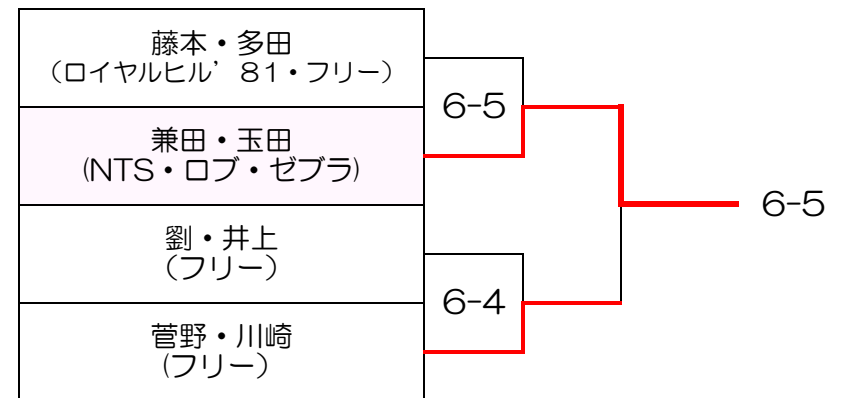 藤本・多田
（ロイヤルヒル’８１・フリー）
6-5
兼田・玉田
(NTS・ロブ・ゼブラ)
6-5
劉・井上
（フリー）
6-4
菅野・川崎
(フリー）